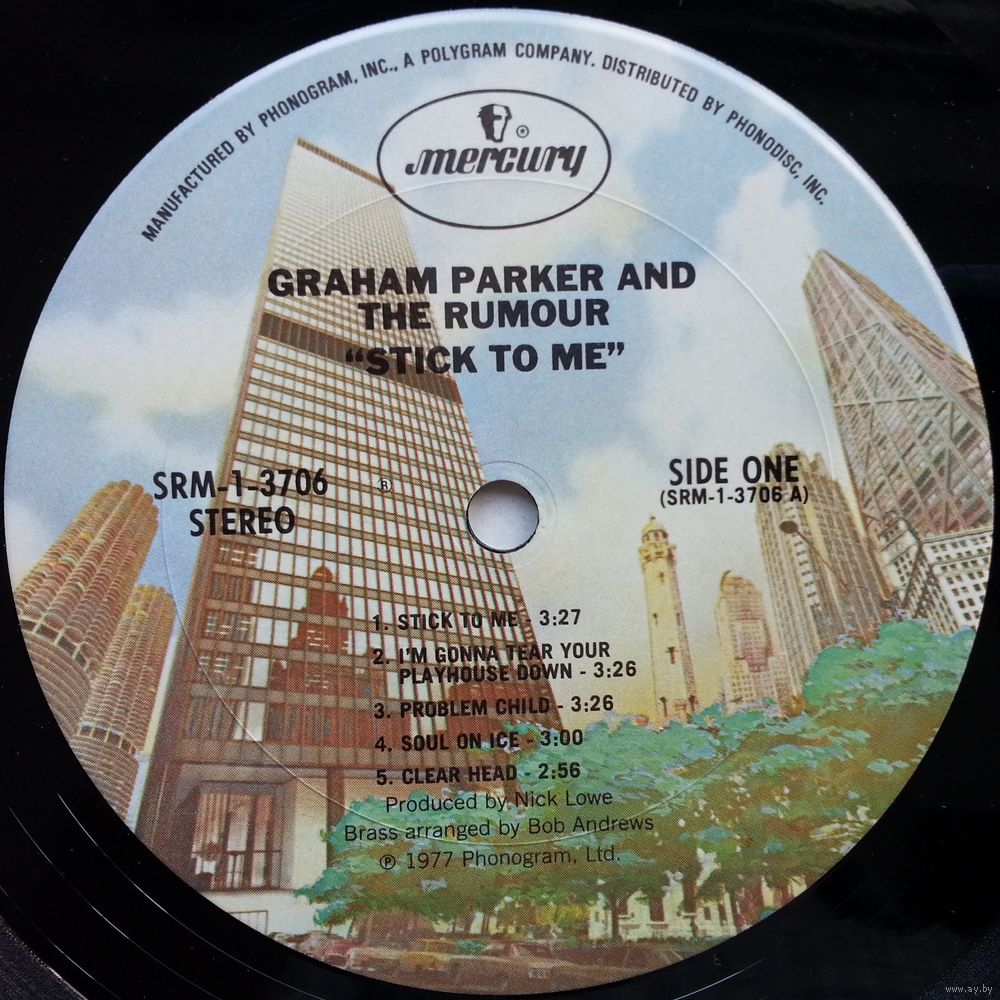 MANUFACTURED BY PHONOGRAM, INC., A POLYGRAM COMPANY. DISTRIBUTED BY PHONODISC, INC.
mercury ®
GRAHAM PARKER AND
THE RUMOUR
“STICK TO ME”
SRM-1-3706 ®
STEREO
SIDE ONE
(SRM-1-3706 A)
1. STICK TO ME - 3:27
2. I'M GONNA TEAR YOUR
PLAYHOUSE DOWN - 3:26
3. PROBLEM CHILD - 3:26
4. SOUL ON ICE - 3:00
5. CLEAR HEAD - 2:56
Produced by Nick Lowe
Brass arranged by Bob Andrews
℗ 1977 Phonogram, Ltd.
www.ay.by